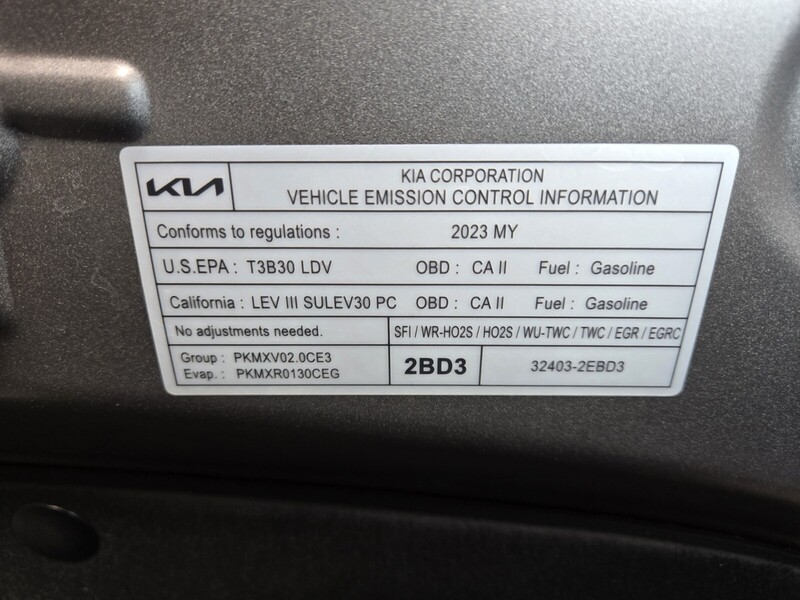 KIA
KIA CORPORATION
VEHICLE EMISSION CONTROL INFORMATION
Conforms to regulations : 2023 MY
U.S.EPA : T3B30 LDV OBD : CA II Fuel : Gasoline
California : LEV III SULEV30 PC OBD : CA II Fuel : Gasoline
No adjustments needed. SFI / WR-HO2S / HO2S / WU-TWC / TWC / EGR / EGRC
Group : PKMXV02.0CE3
Evap. : PKMXR0130CEG
2BD3 32403-2EBD3